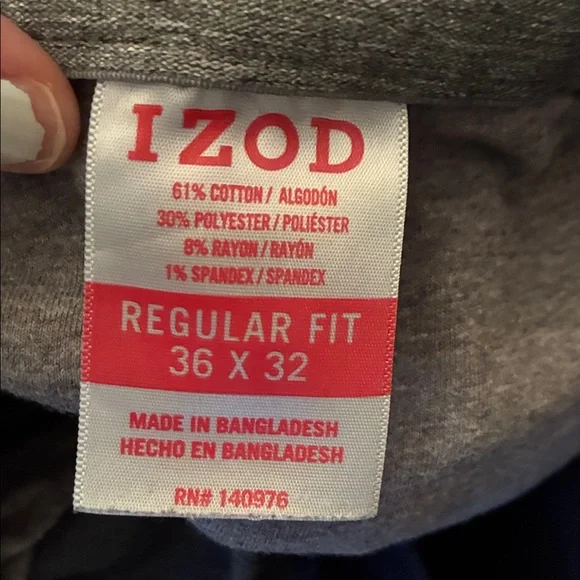 IZOD
61% COTTON / ALGODÓN
30% POLYESTER / POLIÉSTER
8% RAYON / RAYÓN
1% SPANDEX / SPANDEX
REGULAR FIT
36 X 32
MADE IN BANGLADESH
HECHO EN BANGLADESH
RN# 140976